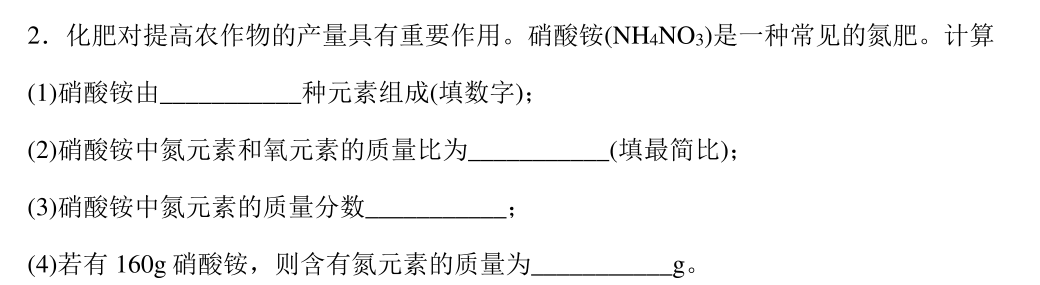 2．化肥对提高农作物的产量具有重要作用。硝酸铵(NH4NO3)是一种常见的氮肥。计算
(1)硝酸铵由___________种元素组成(填数字)；
(2)硝酸铵中氮元素和氧元素的质量比为___________(填最简比)；
(3)硝酸铵中氮元素的质量分数___________；
(4)若有 160g 硝酸铵，则含有氮元素的质量为___________g。